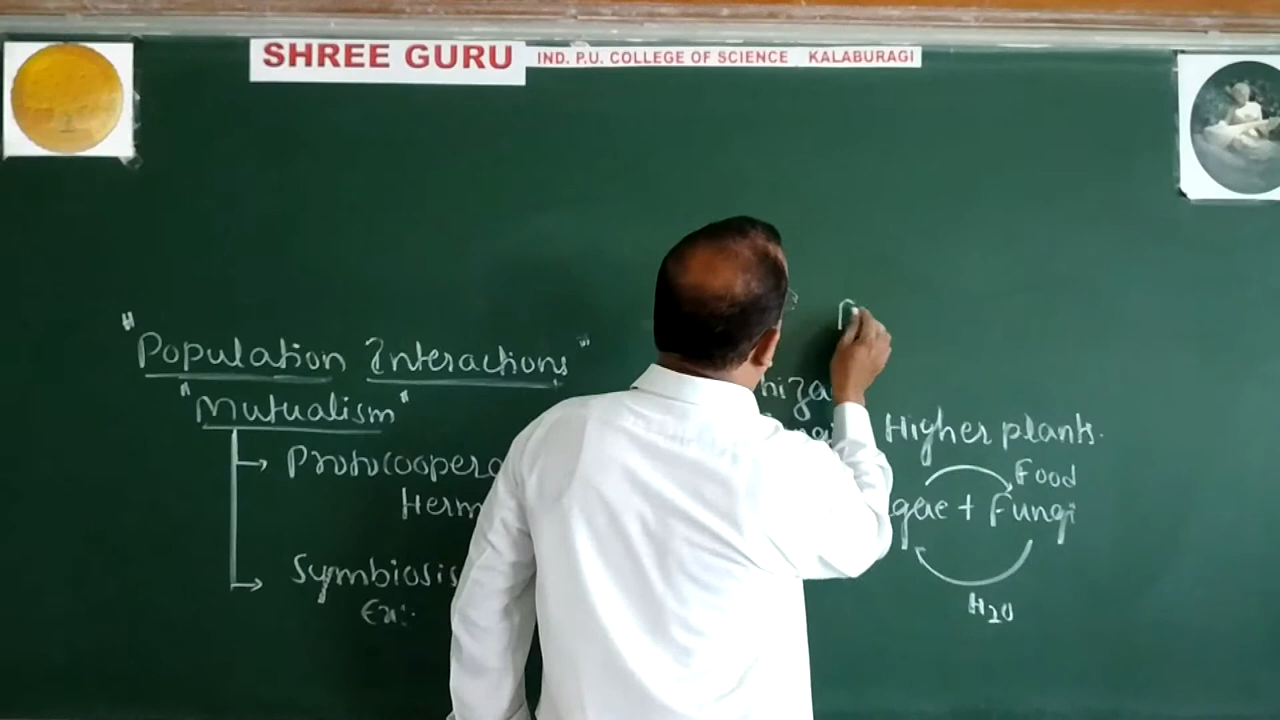 SHREE GURU IND. P.U. COLLEGE OF SCIENCE KALABURAGI
"Population Interactions"
"Mutualism"
Protocoopera
Herm
Symbiosis
Ex:-
hiza
Higher plants.
Food
gae + Fungi
H2O